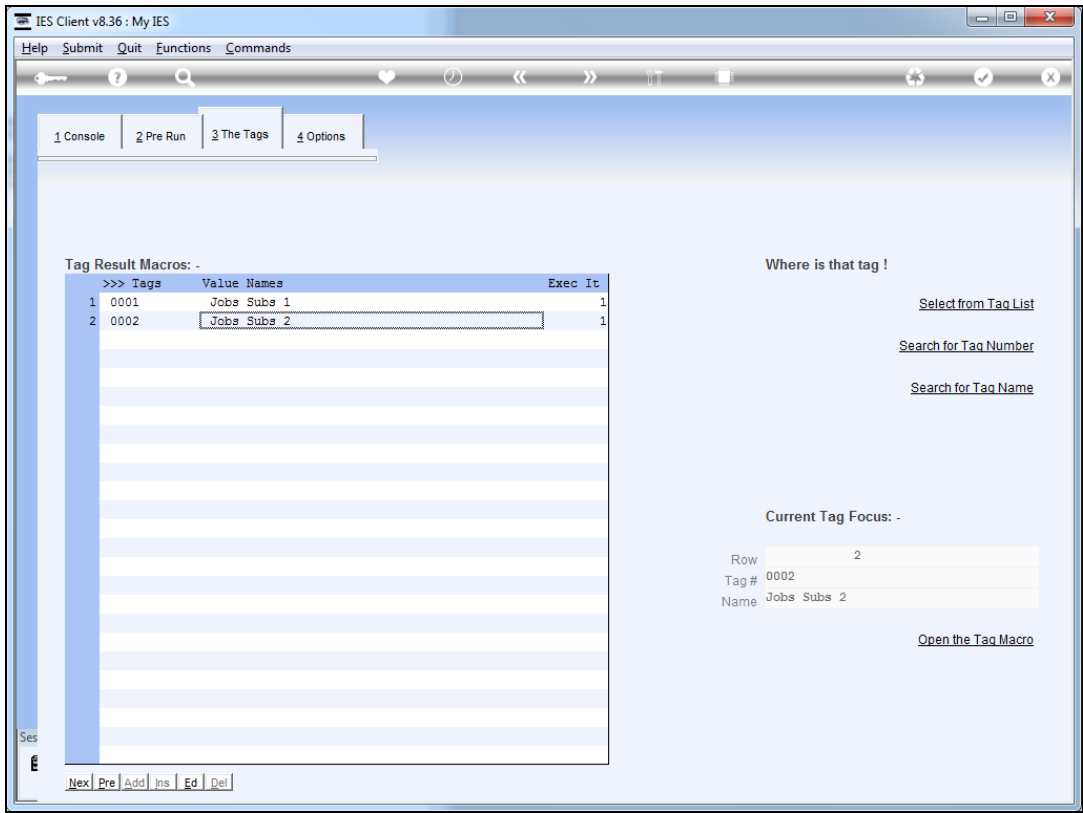 IES Client v8.36 : My IES
Help Submit Quit Functions Commands
1 Console 2 Pre Run 3 The Tags 4 Options
Tag Result Macros: -
Where is that tag !
>>> Tags Value Names Exec It
1 0001 Jobs Subs 1 1
2 0002 Jobs Subs 2 1
Select from Tag List
Search for Tag Number
Search for Tag Name
Current Tag Focus: -
Row 2
Tag # 0002
Name Jobs Subs 2
Open the Tag Macro
Ses
Nex Pre Add Ins Ed Del